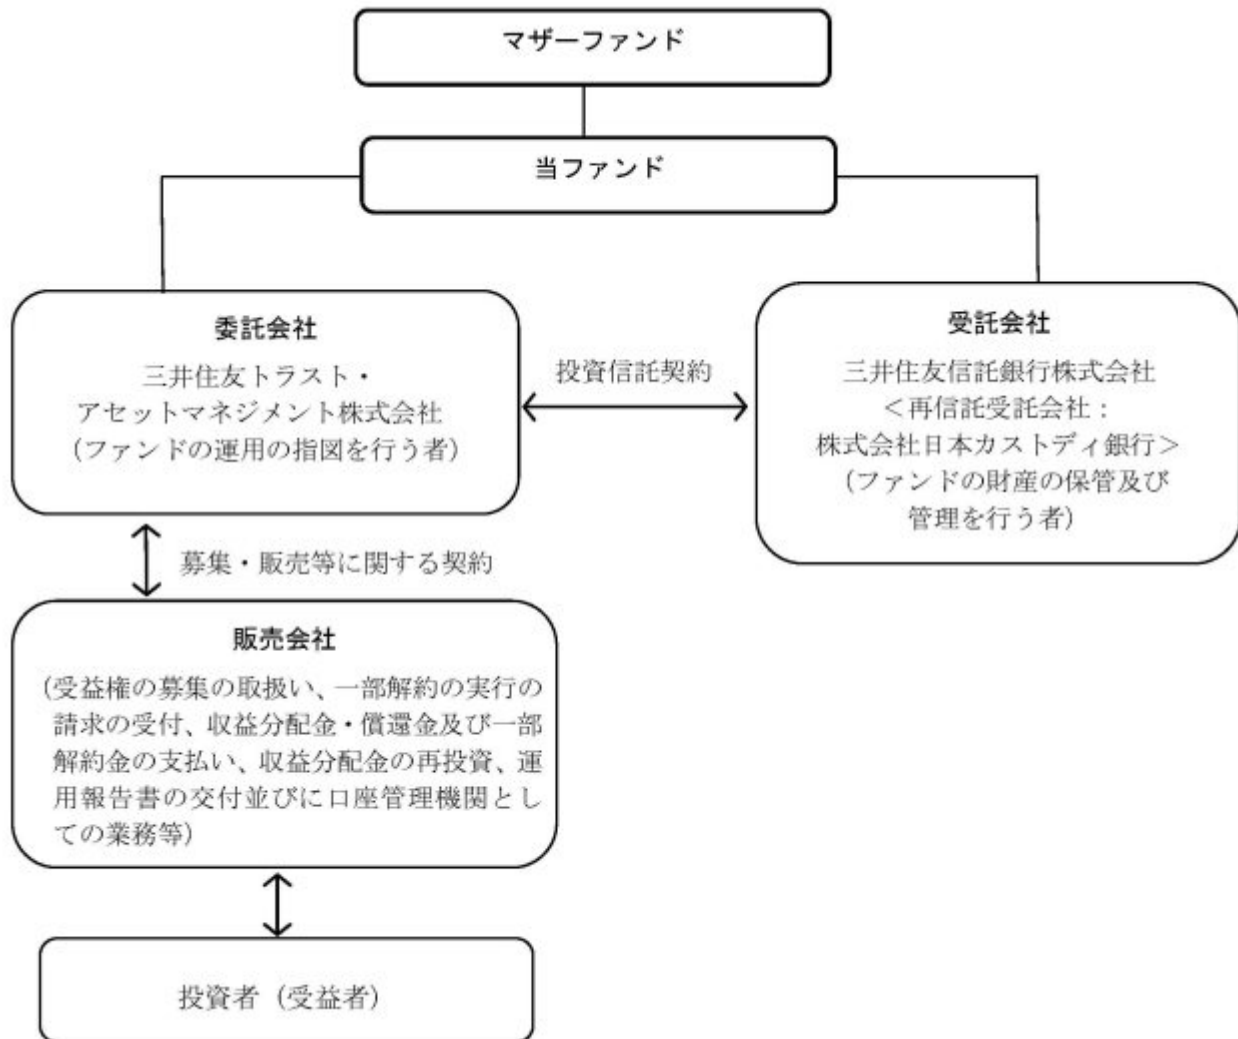 マザーファンド
当ファンド
委託会社
三井住友トラスト・
アセットマネジメント株式会社
(ファンドの運用の指図を行う者)
投資信託契約
受託会社
三井住友信託銀行株式会社
＜再信託受託会社：
株式会社日本カストディ銀行＞
(ファンドの財産の保管及び
管理を行う者)
募集・販売等に関する契約
販売会社
(受益権の募集の取扱い、一部解約の実行の
請求の受付、収益分配金・償還金及び一部
解約金の支払い、収益分配金の再投資、運
用報告書の交付並びに口座管理機関とし
ての業務等)
投資者（受益者）